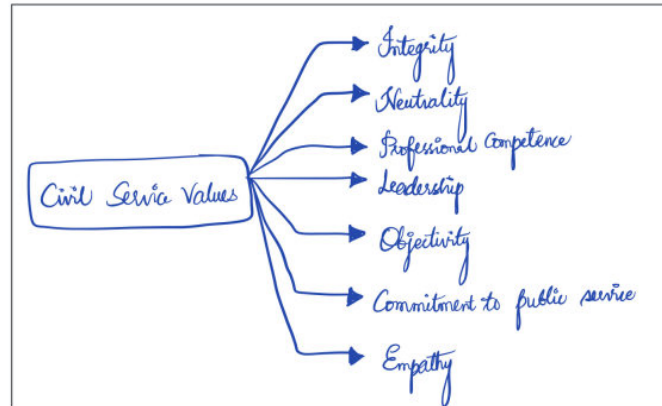 Civil Service Values
Integrity
Neutrality
Professional Competence
Leadership
Objectivity
Commitment to public service
Empathy